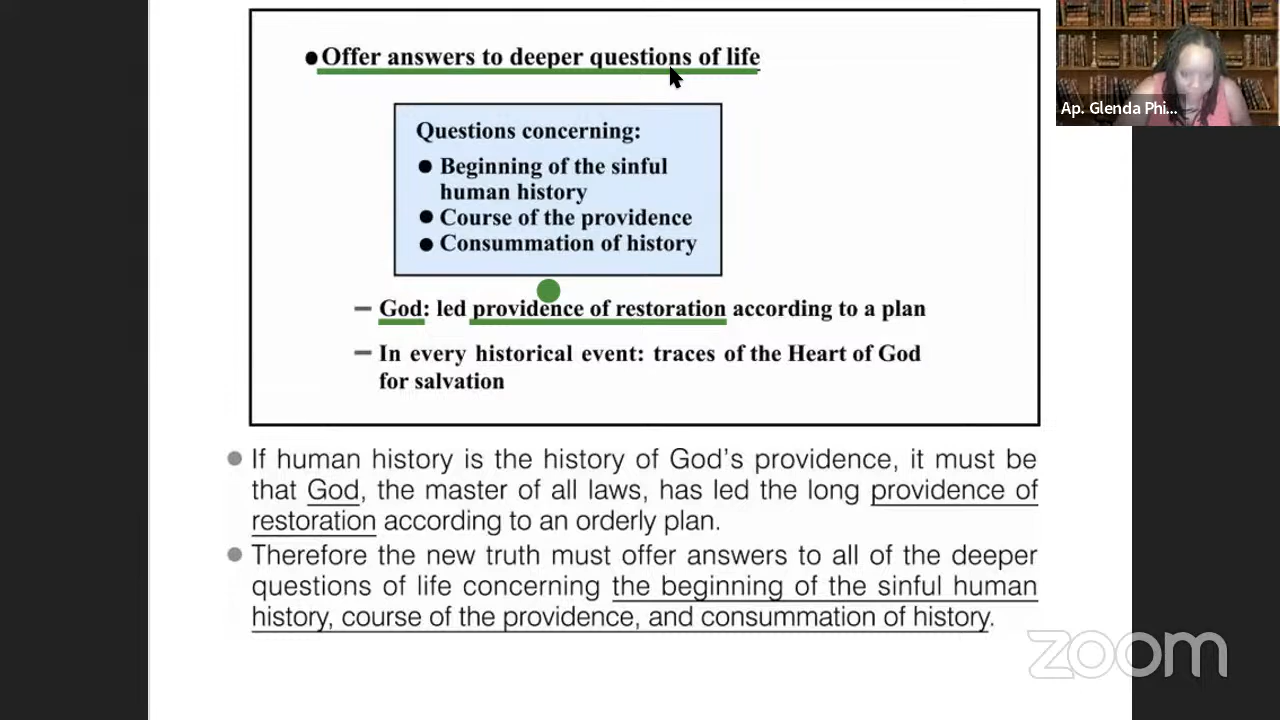 ● Offer answers to deeper questions of life
Ap. Glenda Phi...
Questions concerning:
● Beginning of the sinful
human history
● Course of the providence
● Consummation of history
— God: led providence of restoration according to a plan
— In every historical event: traces of the Heart of God
for salvation
● If human history is the history of God's providence, it must be
that God, the master of all laws, has led the long providence of
restoration according to an orderly plan.
● Therefore the new truth must offer answers to all of the deeper
questions of life concerning the beginning of the sinful human
history, course of the providence, and consummation of history.
zoom